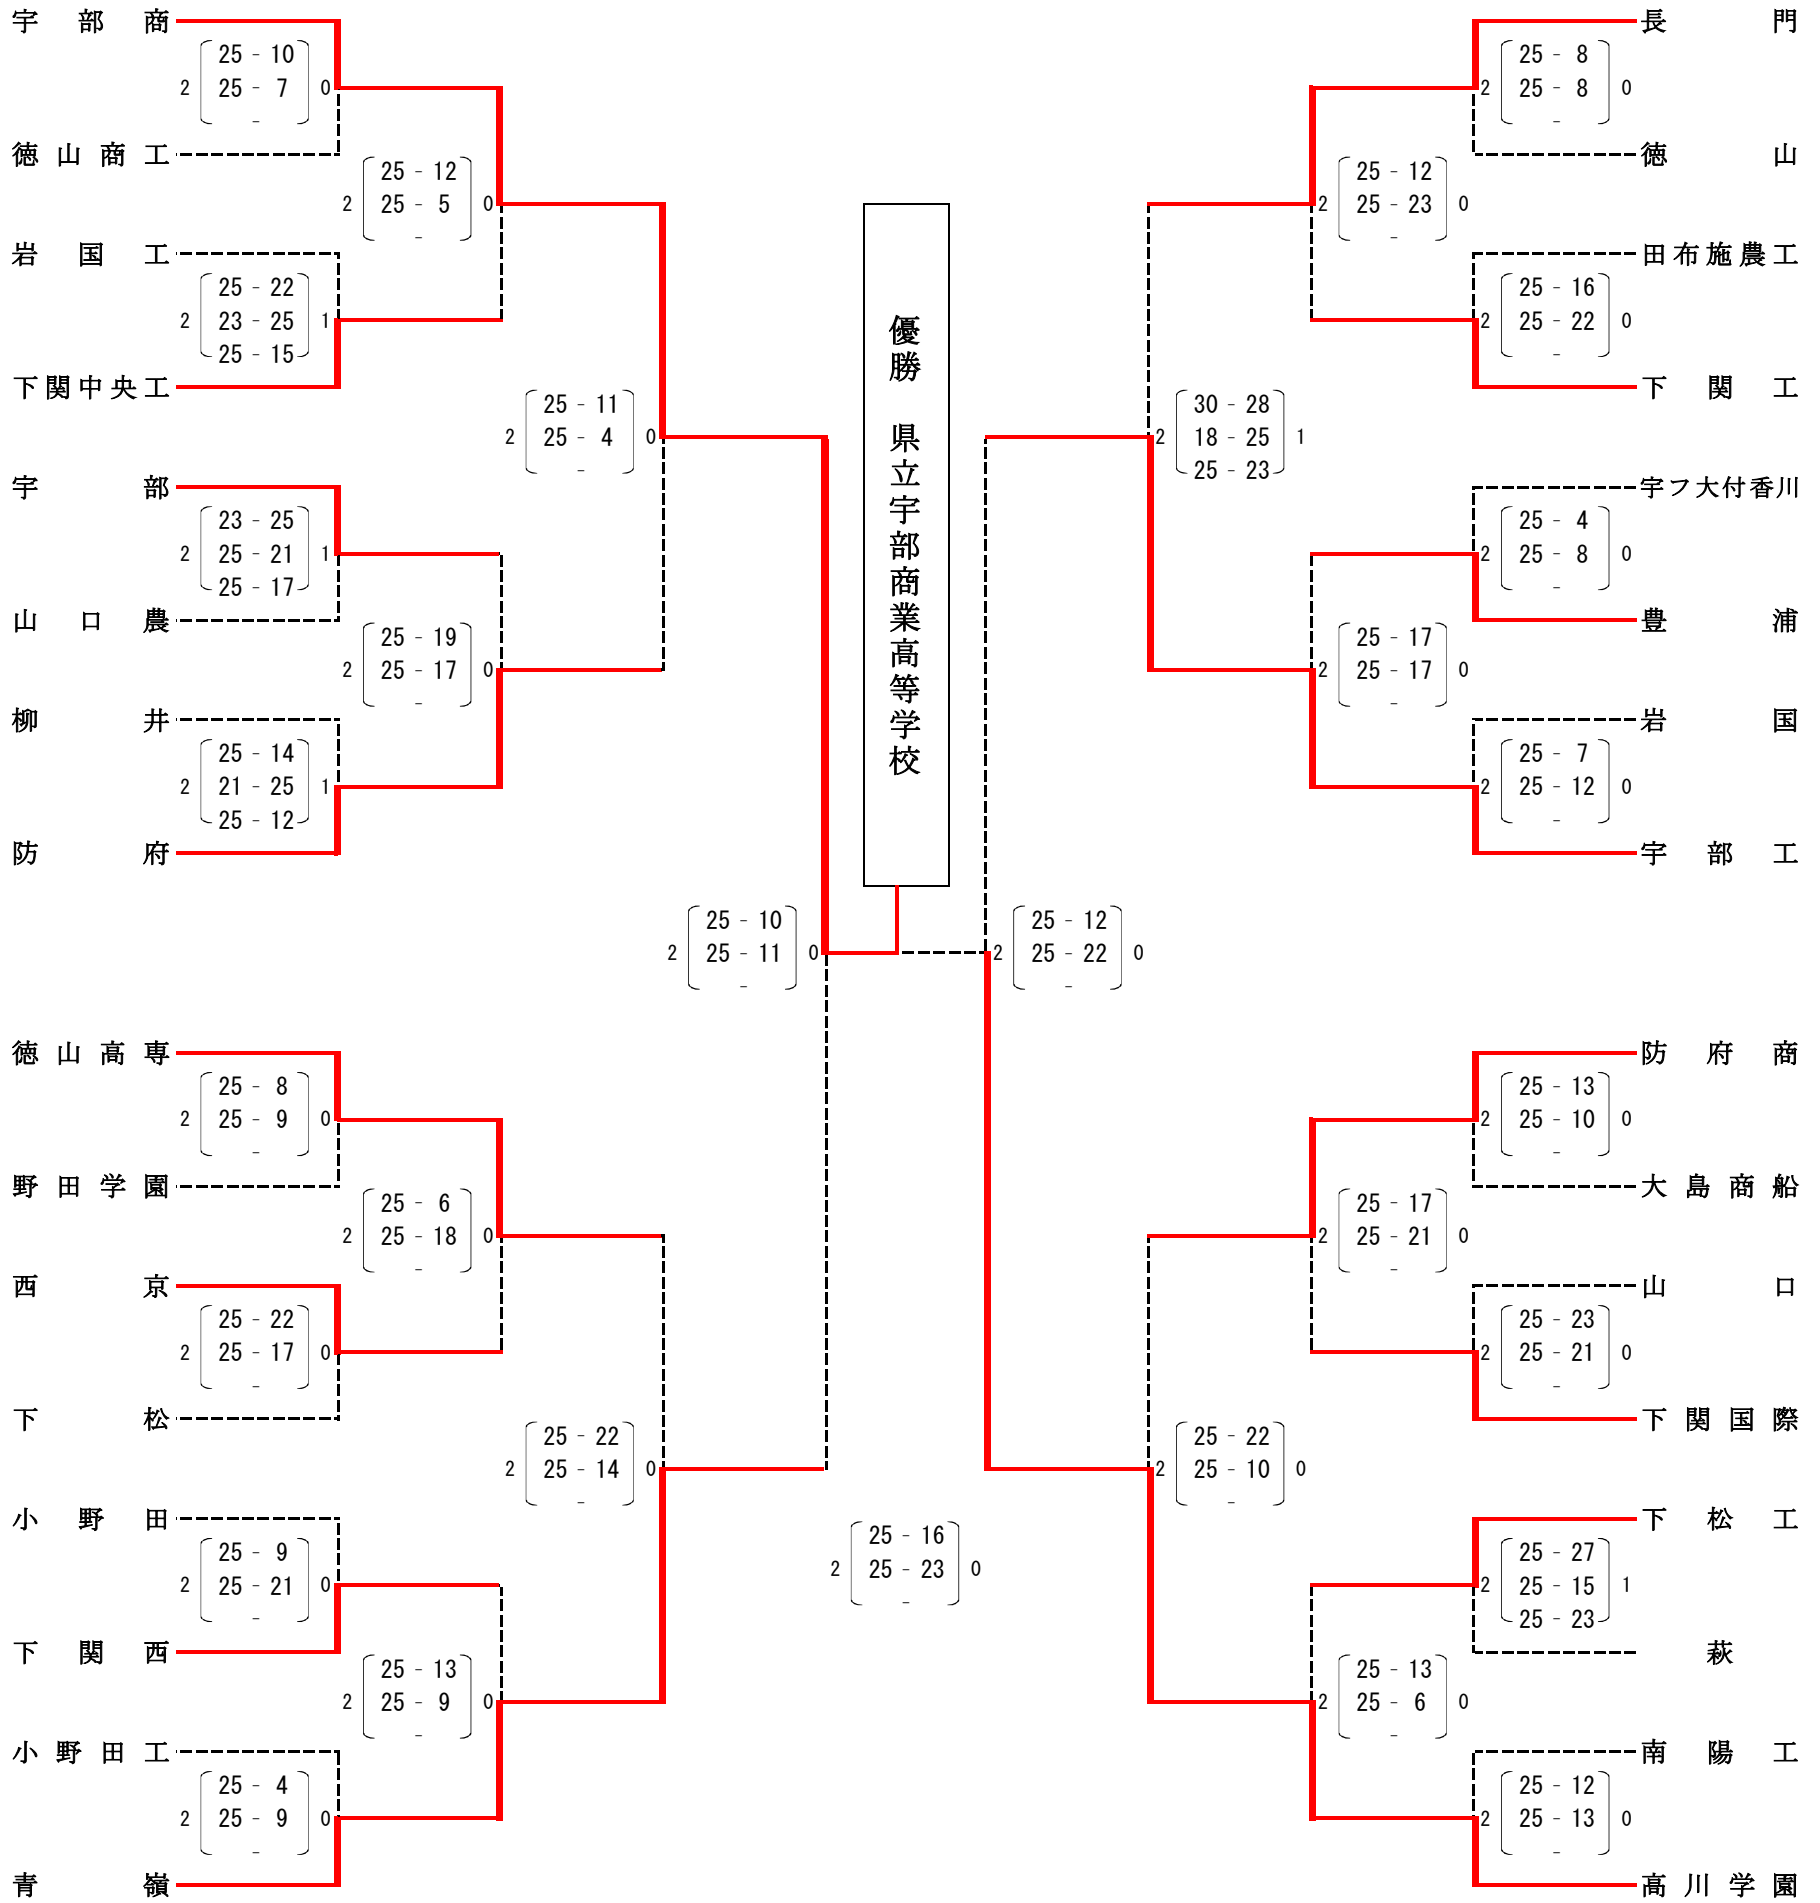 宇部商
25 - 10
2 25 - 7 0
-
徳山商工
25 - 12
2 25 - 5 0
-
岩国工
25 - 22
2 23 - 25 1
25 - 15
下関中央工
25 - 11
2 25 - 4 0
-
宇部
23 - 25
2 25 - 21 1
25 - 17
山口農
25 - 19
2 25 - 17 0
-
柳井
25 - 14
2 21 - 25 1
25 - 12
防府
25 - 10
2 25 - 11 0
-
徳山高専
25 - 8
2 25 - 9 0
-
野田学園
25 - 6
2 25 - 18 0
-
西京
25 - 22
2 25 - 17 0
-
下松
25 - 22
2 25 - 14 0
-
小野田
25 - 9
2 25 - 21 0
-
下関西
25 - 13
2 25 - 9 0
-
小野田工
25 - 4
2 25 - 9 0
-
青嶺
優勝 県立宇部商業高等学校
25 - 16
2 25 - 23 0
-
長門
25 - 8
2 25 - 8 0
-
徳山
25 - 12
2 25 - 23 0
-
田布施農工
25 - 16
2 25 - 22 0
-
下関工
30 - 28
2 18 - 25 1
25 - 23
宇フ大付香川
25 - 4
2 25 - 8 0
-
豊浦
25 - 17
2 25 - 17 0
-
岩国
25 - 7
2 25 - 12 0
-
宇部工
25 - 12
2 25 - 22 0
-
防府商
25 - 13
2 25 - 10 0
-
大島商船
25 - 17
2 25 - 21 0
-
山口
25 - 23
2 25 - 21 0
-
下関国際
25 - 22
2 25 - 10 0
-
下松工
25 - 27
2 25 - 15 1
25 - 23
萩
25 - 13
2 25 - 6 0
-
南陽工
25 - 12
2 25 - 13 0
-
高川学園